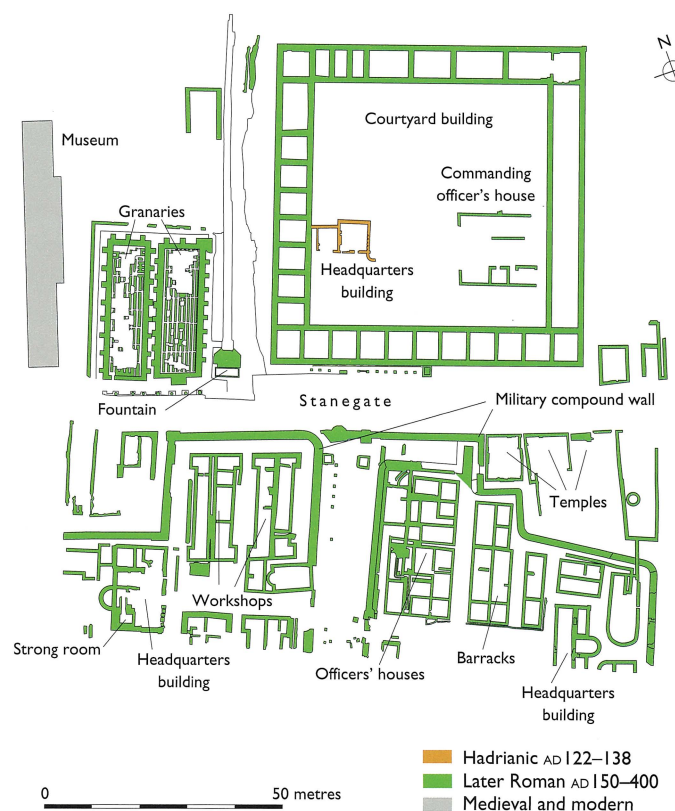 N
Museum
Courtyard building
Commanding
officer's house
Granaries
Headquarters
building
Fountain
Stanegate
Military compound wall
Temples
Workshops
Strong room
Headquarters
building
Officers' houses
Barracks
Headquarters
building
Hadrianic AD 122–138
Later Roman AD 150–400
Medieval and modern
0 50 metres